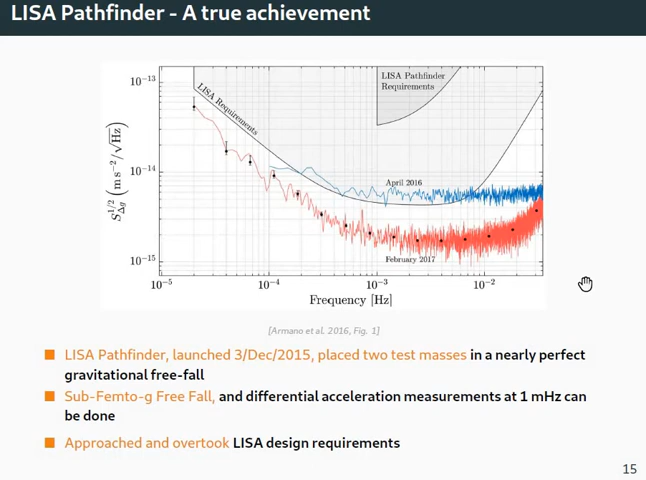 LISA Pathfinder - A true achievement
LISA Pathfinder
Requirements
LISA Requirements
10⁻¹³
10⁻¹⁴
10⁻¹⁵
S_Δg^1/2 (m s⁻²/√Hz)
April 2016
February 2017
10⁻⁵ 10⁻⁴ 10⁻³ 10⁻²
Frequency [Hz]
[Armano et al. 2016, Fig. 1]
LISA Pathfinder, launched 3/Dec/2015, placed two test masses in a nearly perfect
gravitational free-fall
Sub-Femto-g Free Fall, and differential acceleration measurements at 1 mHz can
be done
Approached and overtook LISA design requirements
15